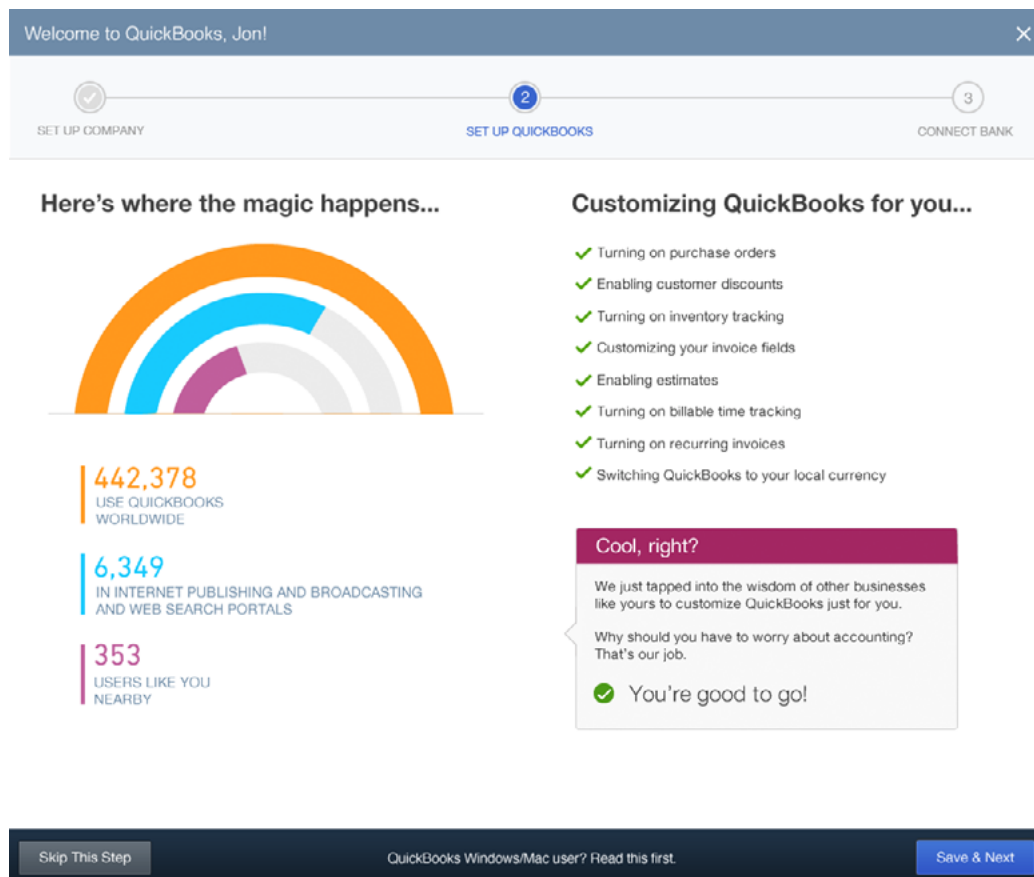 Welcome to QuickBooks, Jon!
2
3
SET UP COMPANY
SET UP QUICKBOOKS
CONNECT BANK
Here's where the magic happens...
442,378
USE QUICKBOOKS
WORLDWIDE
6,349
IN INTERNET PUBLISHING AND BROADCASTING
AND WEB SEARCH PORTALS
353
USERS LIKE YOU
NEARBY
Customizing QuickBooks for you...
Turning on purchase orders
Enabling customer discounts
Turning on inventory tracking
Customizing your invoice fields
Enabling estimates
Turning on billable time tracking
Turning on recurring invoices
Switching QuickBooks to your local currency
Cool, right?
We just tapped into the wisdom of other businesses
like yours to customize QuickBooks just for you.
Why should you have to worry about accounting?
That's our job.
You're good to go!
Skip This Step
QuickBooks Windows/Mac user? Read this first.
Save & Next